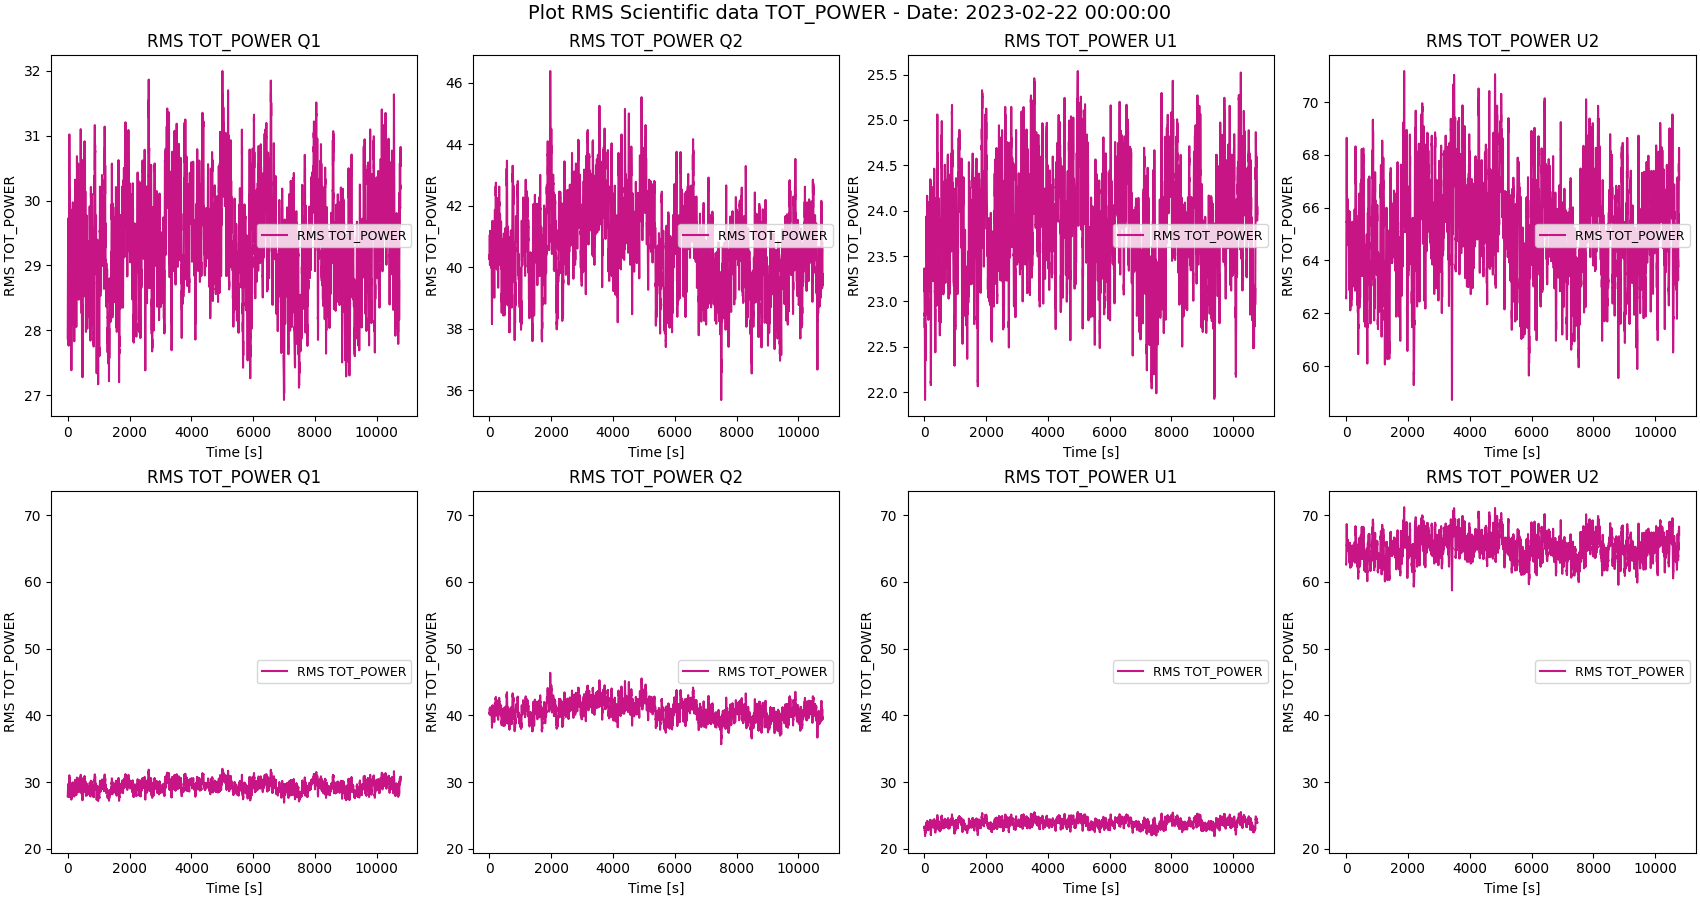 Plot RMS Scientific data TOT_POWER - Date: 2023-02-22 00:00:00
RMS TOT_POWER Q1
RMS TOT_POWER
32
31
30
29
28
27
RMS TOT_POWER
0 2000 4000 6000 8000 10000
Time [s]
RMS TOT_POWER Q2
RMS TOT_POWER
46
44
42
40
38
36
RMS TOT_POWER
0 2000 4000 6000 8000 10000
Time [s]
RMS TOT_POWER U1
RMS TOT_POWER
25.5
25.0
24.5
24.0
23.5
23.0
22.5
22.0
RMS TOT_POWER
0 2000 4000 6000 8000 10000
Time [s]
RMS TOT_POWER U2
RMS TOT_POWER
70
68
66
64
62
60
RMS TOT_POWER
0 2000 4000 6000 8000 10000
Time [s]
RMS TOT_POWER Q1
RMS TOT_POWER
70
60
50
40
30
20
RMS TOT_POWER
0 2000 4000 6000 8000 10000
Time [s]
RMS TOT_POWER Q2
RMS TOT_POWER
70
60
50
40
30
20
RMS TOT_POWER
0 2000 4000 6000 8000 10000
Time [s]
RMS TOT_POWER U1
RMS TOT_POWER
70
60
50
40
30
20
RMS TOT_POWER
0 2000 4000 6000 8000 10000
Time [s]
RMS TOT_POWER U2
RMS TOT_POWER
70
60
50
40
30
20
RMS TOT_POWER
0 2000 4000 6000 8000 10000
Time [s]